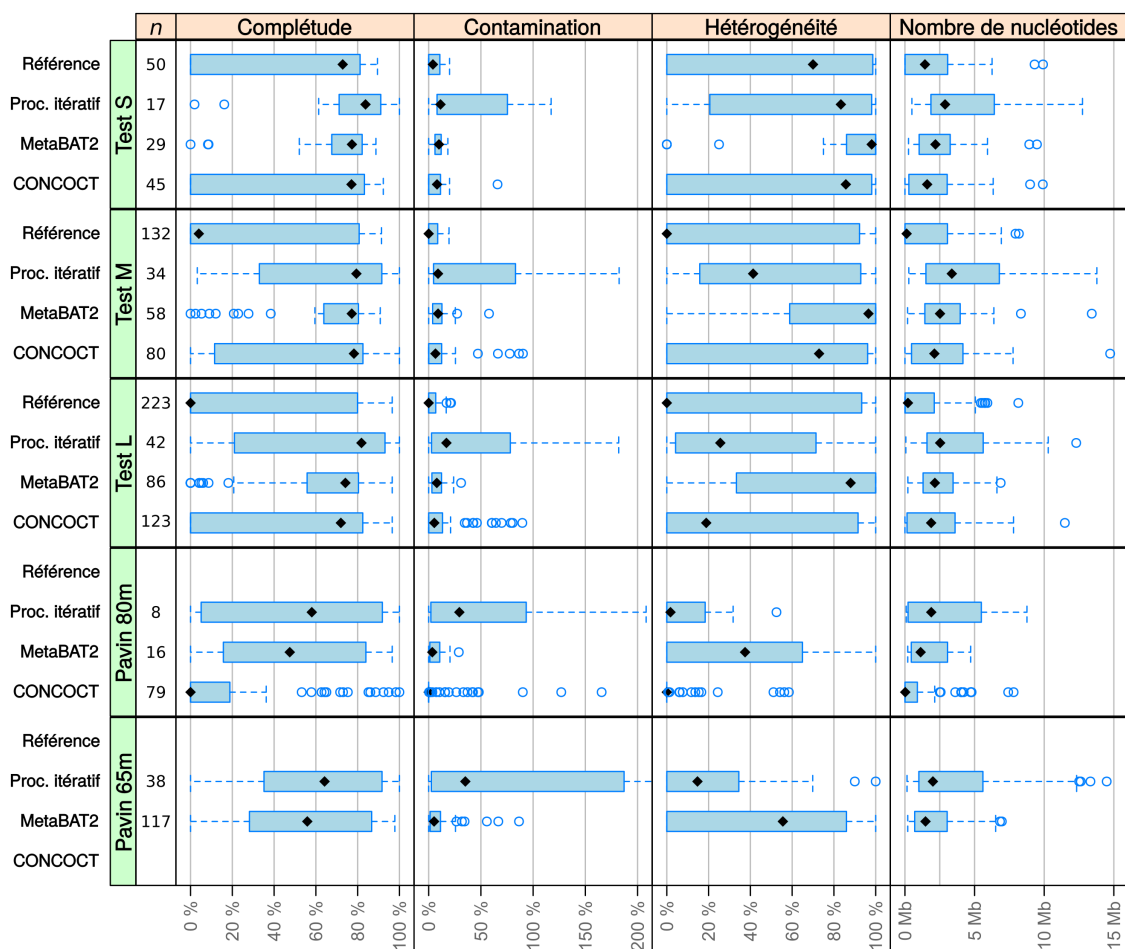 n Complétude Contamination Hétérogénéité Nombre de nucléotides
Test S
Référence 50
Proc. itératif 17
MetaBAT2 29
CONCOCT 45
Test M
Référence 132
Proc. itératif 34
MetaBAT2 58
CONCOCT 80
Test L
Référence 223
Proc. itératif 42
MetaBAT2 86
CONCOCT 123
Pavin 80m
Référence
Proc. itératif 8
MetaBAT2 16
CONCOCT 79
Pavin 65m
Référence
Proc. itératif 38
MetaBAT2 117
CONCOCT
0 % 20 % 40 % 60 % 80 % 100 % 0 % 50 % 100 % 150 % 200 % 0 % 20 % 40 % 60 % 80 % 100 % 0 Mb 5 Mb 10 Mb 15 Mb